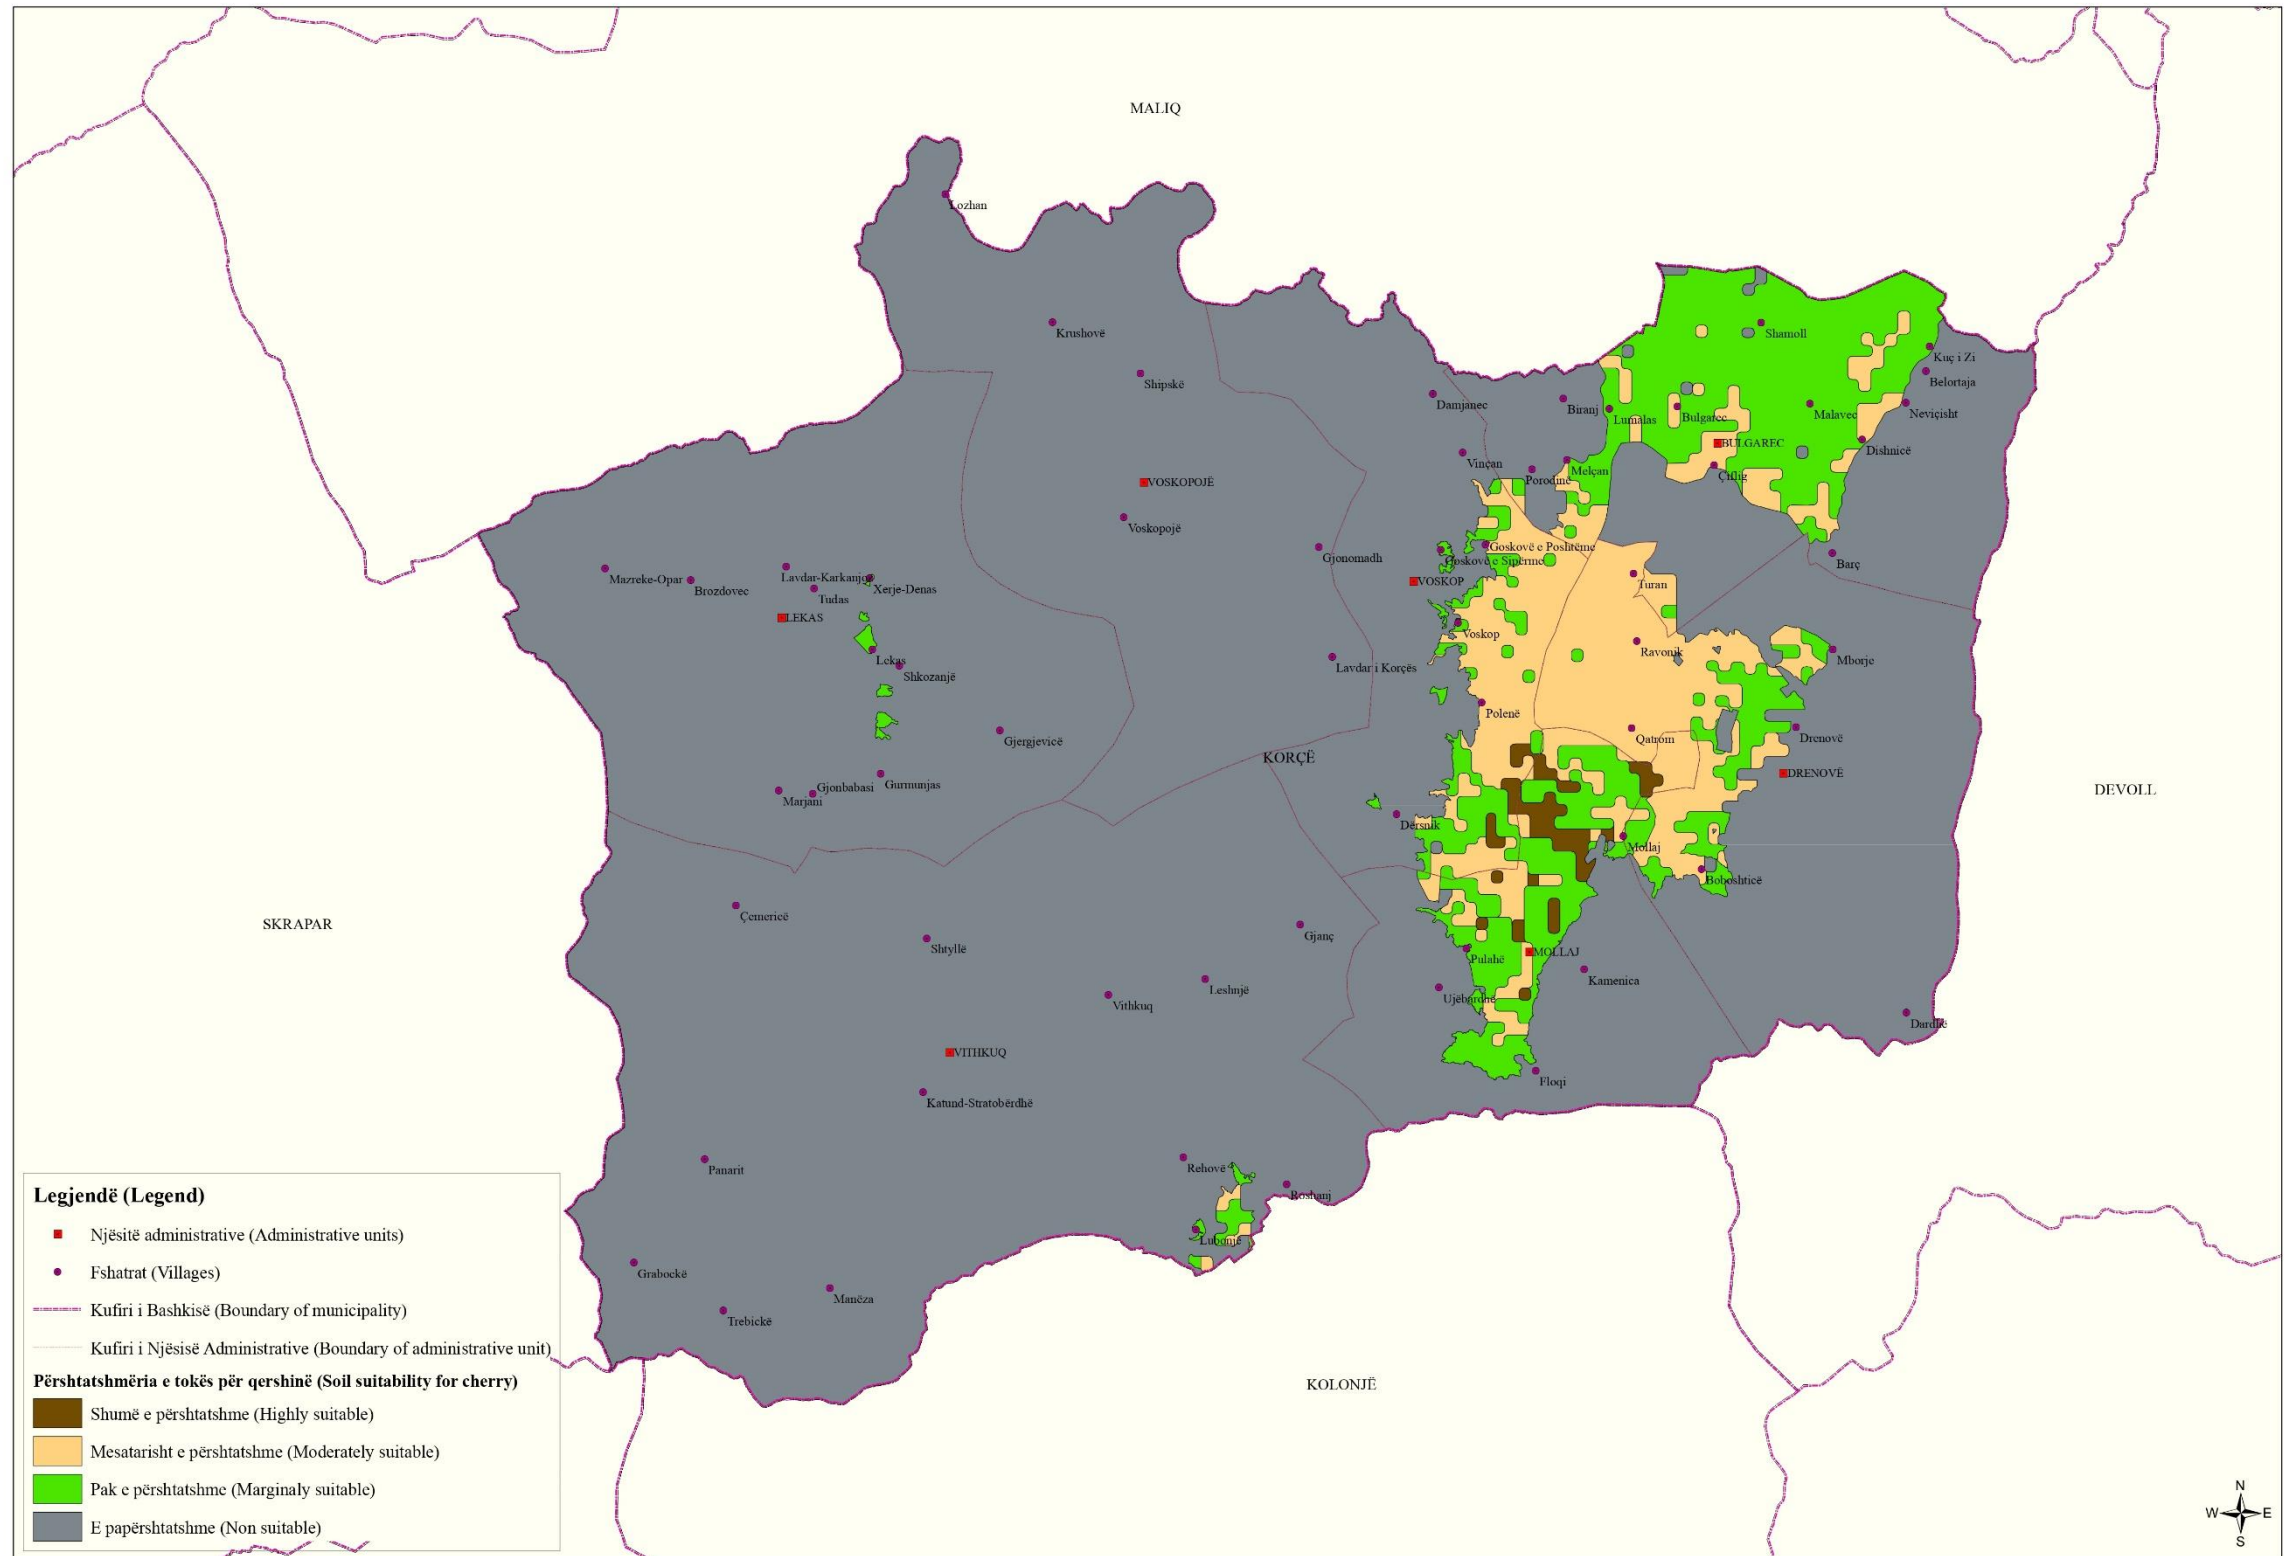 MALIQ
Lozhan
Krushovë
Shipskë
Shamoll
Kuç i Zi
Belortaja
Damjanec
Biranj
Lumalas
Bulgarec
Malavec
Neviçisht
BULGAREC
Dishnicë
Vinçan
Melçan
Porodinë
Çiflig
VOSKOPOJË
Voskopojë
Gjonomadh
Goskovë e Poshtëme
Goskovë e Sipërme
Barç
Mazreke-Opar
Brozdovec
Lavdar-Karkanjoz
Xerje-Denas
Tudas
VOSKOP
Turan
LEKAS
Voskop
Lekas
Shkozanjë
Lavdar i Korçës
Ravonik
Mborje
Polenë
Gjergjevicë
Qatrom
Drenovë
KORÇË
DRENOVË
DEVOLL
Marjani
Gjonbabasi
Gurmunjas
Dërsnik
Mollaj
Boboshticë
SKRAPAR
Çemericë
Shtyllë
Gjanç
Pulahë
MOLLAJ
Kamenica
Leshnjë
Vithkuq
Ujëbardhë
Dardhë
VITHKUQ
Floqi
Katund-Stratobërdhë
Panarit
Rehovë
Roshanj
Lubonjë
Grabockë
Manëza
Trebickë
KOLONJË
Legjendë (Legend)
Njësitë administrative (Administrative units)
Fshatrat (Villages)
Kufiri i Bashkisë (Boundary of municipality)
Kufiri i Njësisë Administrative (Boundary of administrative unit)
Përshtatshmëria e tokës për qershinë (Soil suitability for cherry)
Shumë e përshtatshme (Highly suitable)
Mesatarisht e përshtatshme (Moderately suitable)
Pak e përshtatshme (Marginaly suitable)
E papërshtatshme (Non suitable)
N
W E
S